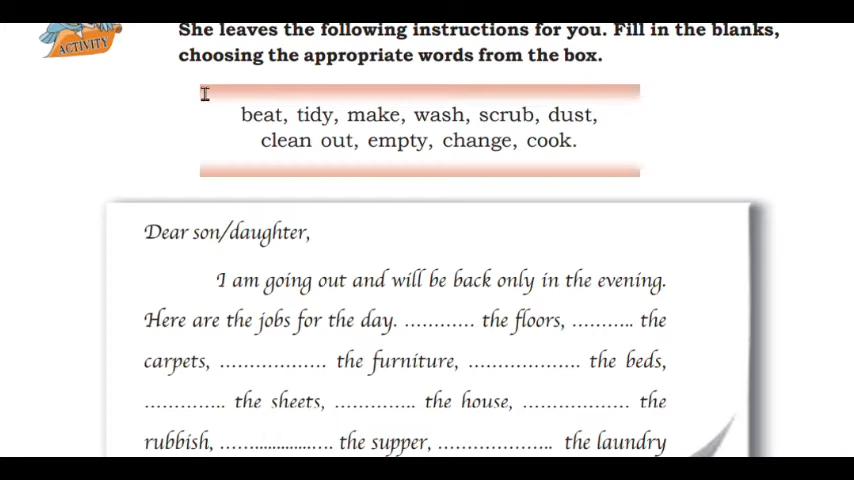 She leaves the following instructions for you. Fill in the blanks,
ACTIVITY
choosing the appropriate words from the box.
beat, tidy, make, wash, scrub, dust,
clean out, empty, change, cook.
Dear son/daughter,
I am going out and will be back only in the evening.
Here are the jobs for the day. ............ the floors, ........... the
carpets, ................... the furniture, .................... the beds,
.............. the sheets, .............. the house, ................... the
rubbish, .................... the supper, .................... the laundry